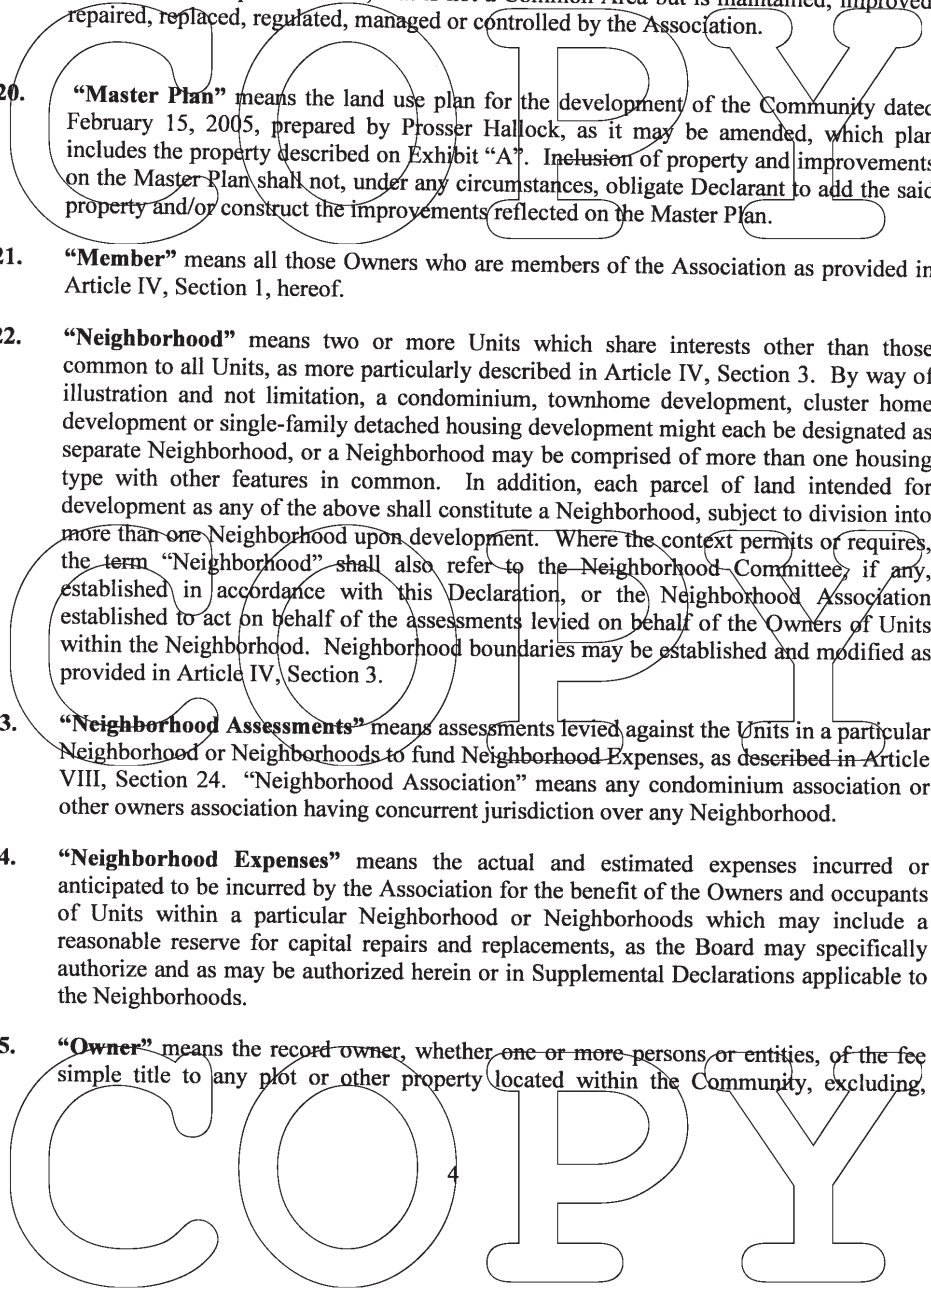 repaired, replaced, regulated, managed or controlled by the Association.
20. “Master Plan” means the land use plan for the development of the Community dated
February 15, 2005, prepared by Prosser Hallock, as it may be amended, which plan
includes the property described on Exhibit “A”. Inclusion of property and improvements
on the Master Plan shall not, under any circumstances, obligate Declarant to add the said
property and/or construct the improvements reflected on the Master Plan.
21. “Member” means all those Owners who are members of the Association as provided in
Article IV, Section 1, hereof.
22. “Neighborhood” means two or more Units which share interests other than those
common to all Units, as more particularly described in Article IV, Section 3. By way of
illustration and not limitation, a condominium, townhome development, cluster home
development or single-family detached housing development might each be designated as
separate Neighborhood, or a Neighborhood may be comprised of more than one housing
type with other features in common. In addition, each parcel of land intended for
development as any of the above shall constitute a Neighborhood, subject to division into
more than one Neighborhood upon development. Where the context permits or requires,
the term “Neighborhood” shall also refer to the Neighborhood Committee, if any,
established in accordance with this Declaration, or the Neighborhood Association
established to act on behalf of the assessments levied on behalf of the Owners of Units
within the Neighborhood. Neighborhood boundaries may be established and modified as
provided in Article IV, Section 3.
3. “Neighborhood Assessments” means assessments levied against the Units in a particular
Neighborhood or Neighborhoods to fund Neighborhood Expenses, as described in Article
VIII, Section 24. “Neighborhood Association” means any condominium association or
other owners association having concurrent jurisdiction over any Neighborhood.
4. “Neighborhood Expenses” means the actual and estimated expenses incurred or
anticipated to be incurred by the Association for the benefit of the Owners and occupants
of Units within a particular Neighborhood or Neighborhoods which may include a
reasonable reserve for capital repairs and replacements, as the Board may specifically
authorize and as may be authorized herein or in Supplemental Declarations applicable to
the Neighborhoods.
5. “Owner” means the record owner, whether one or more persons or entities, of the fee
simple title to any plot or other property located within the Community, excluding,
4
COPY
COPY
COPY